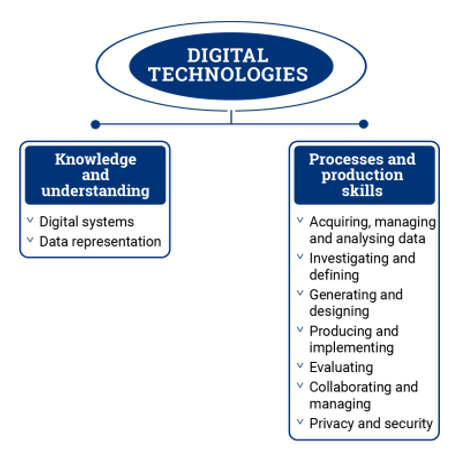 DIGITAL
TECHNOLOGIES
Knowledge
and
understanding
Digital systems
Data representation
Processes and
production
skills
Acquiring, managing
and analysing data
Investigating and
defining
Generating and
designing
Producing and
implementing
Evaluating
Collaborating and
managing
Privacy and security